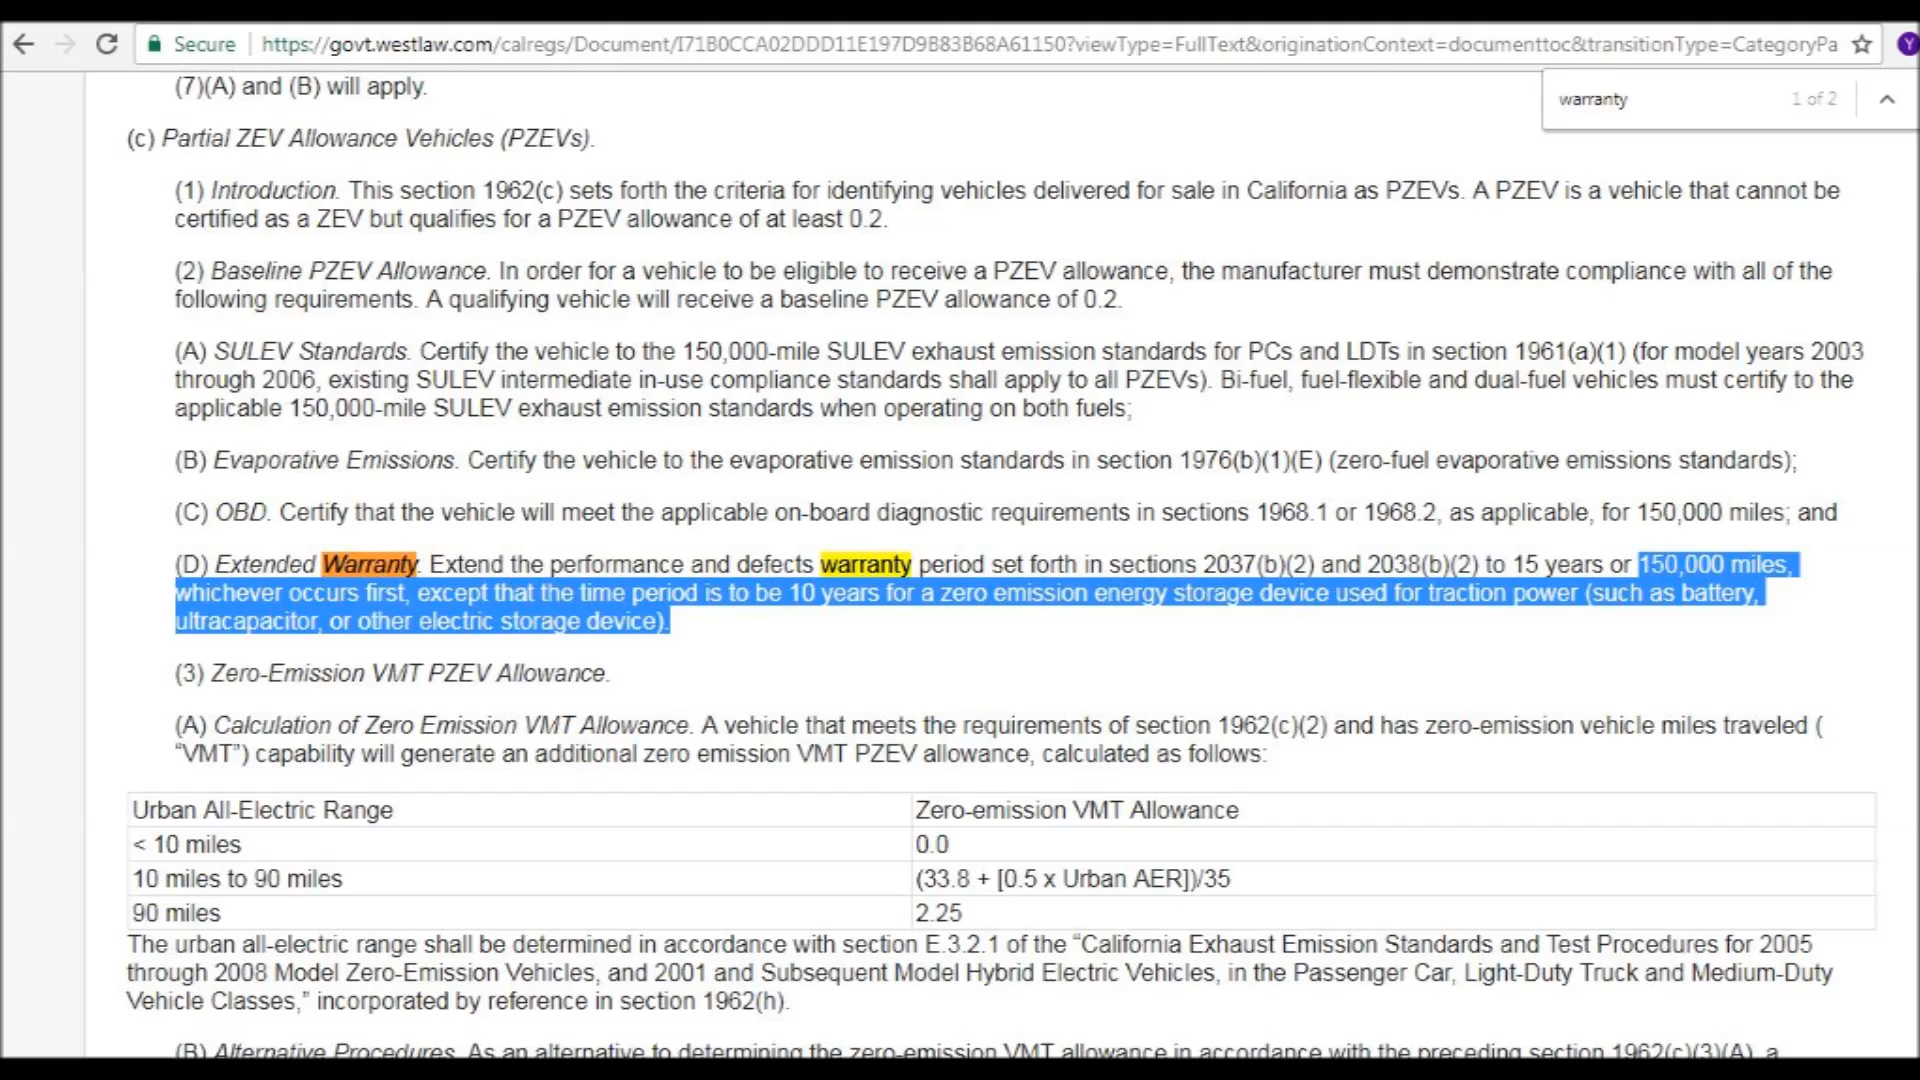 Secure
https://govt.westlaw.com/calregs/Document/I71B0CCA02DDD11E197D9B83B68A61150?viewType=FullText&originationContext=documenttoc&transitionType=CategoryPa
Y
warranty
1 of 2
(7)(A) and (B) will apply.
(c) Partial ZEV Allowance Vehicles (PZEVs).
(1) Introduction. This section 1962(c) sets forth the criteria for identifying vehicles delivered for sale in California as PZEVs. A PZEV is a vehicle that cannot be
certified as a ZEV but qualifies for a PZEV allowance of at least 0.2.
(2) Baseline PZEV Allowance. In order for a vehicle to be eligible to receive a PZEV allowance, the manufacturer must demonstrate compliance with all of the
following requirements. A qualifying vehicle will receive a baseline PZEV allowance of 0.2.
(A) SULEV Standards. Certify the vehicle to the 150,000-mile SULEV exhaust emission standards for PCs and LDTs in section 1961(a)(1) (for model years 2003
through 2006, existing SULEV intermediate in-use compliance standards shall apply to all PZEVs). Bi-fuel, fuel-flexible and dual-fuel vehicles must certify to the
applicable 150,000-mile SULEV exhaust emission standards when operating on both fuels;
(B) Evaporative Emissions. Certify the vehicle to the evaporative emission standards in section 1976(b)(1)(E) (zero-fuel evaporative emissions standards);
(C) OBD. Certify that the vehicle will meet the applicable on-board diagnostic requirements in sections 1968.1 or 1968.2, as applicable, for 150,000 miles; and
(D) Extended Warranty. Extend the performance and defects warranty period set forth in sections 2037(b)(2) and 2038(b)(2) to 15 years or 150,000 miles,
whichever occurs first, except that the time period is to be 10 years for a zero emission energy storage device used for traction power (such as battery,
ultracapacitor, or other electric storage device).
(3) Zero-Emission VMT PZEV Allowance.
(A) Calculation of Zero Emission VMT Allowance. A vehicle that meets the requirements of section 1962(c)(2) and has zero-emission vehicle miles traveled (
“VMT”) capability will generate an additional zero emission VMT PZEV allowance, calculated as follows:
Urban All-Electric Range
Zero-emission VMT Allowance
< 10 miles
0.0
10 miles to 90 miles
(33.8 + [0.5 x Urban AER])/35
90 miles
2.25
The urban all-electric range shall be determined in accordance with section E.3.2.1 of the “California Exhaust Emission Standards and Test Procedures for 2005
through 2008 Model Zero-Emission Vehicles, and 2001 and Subsequent Model Hybrid Electric Vehicles, in the Passenger Car, Light-Duty Truck and Medium-Duty
Vehicle Classes,” incorporated by reference in section 1962(h).
(B) Alternative Procedures. As an alternative to determining the zero-emission VMT allowance in accordance with the preceding section 1962(c)(3)(A), a